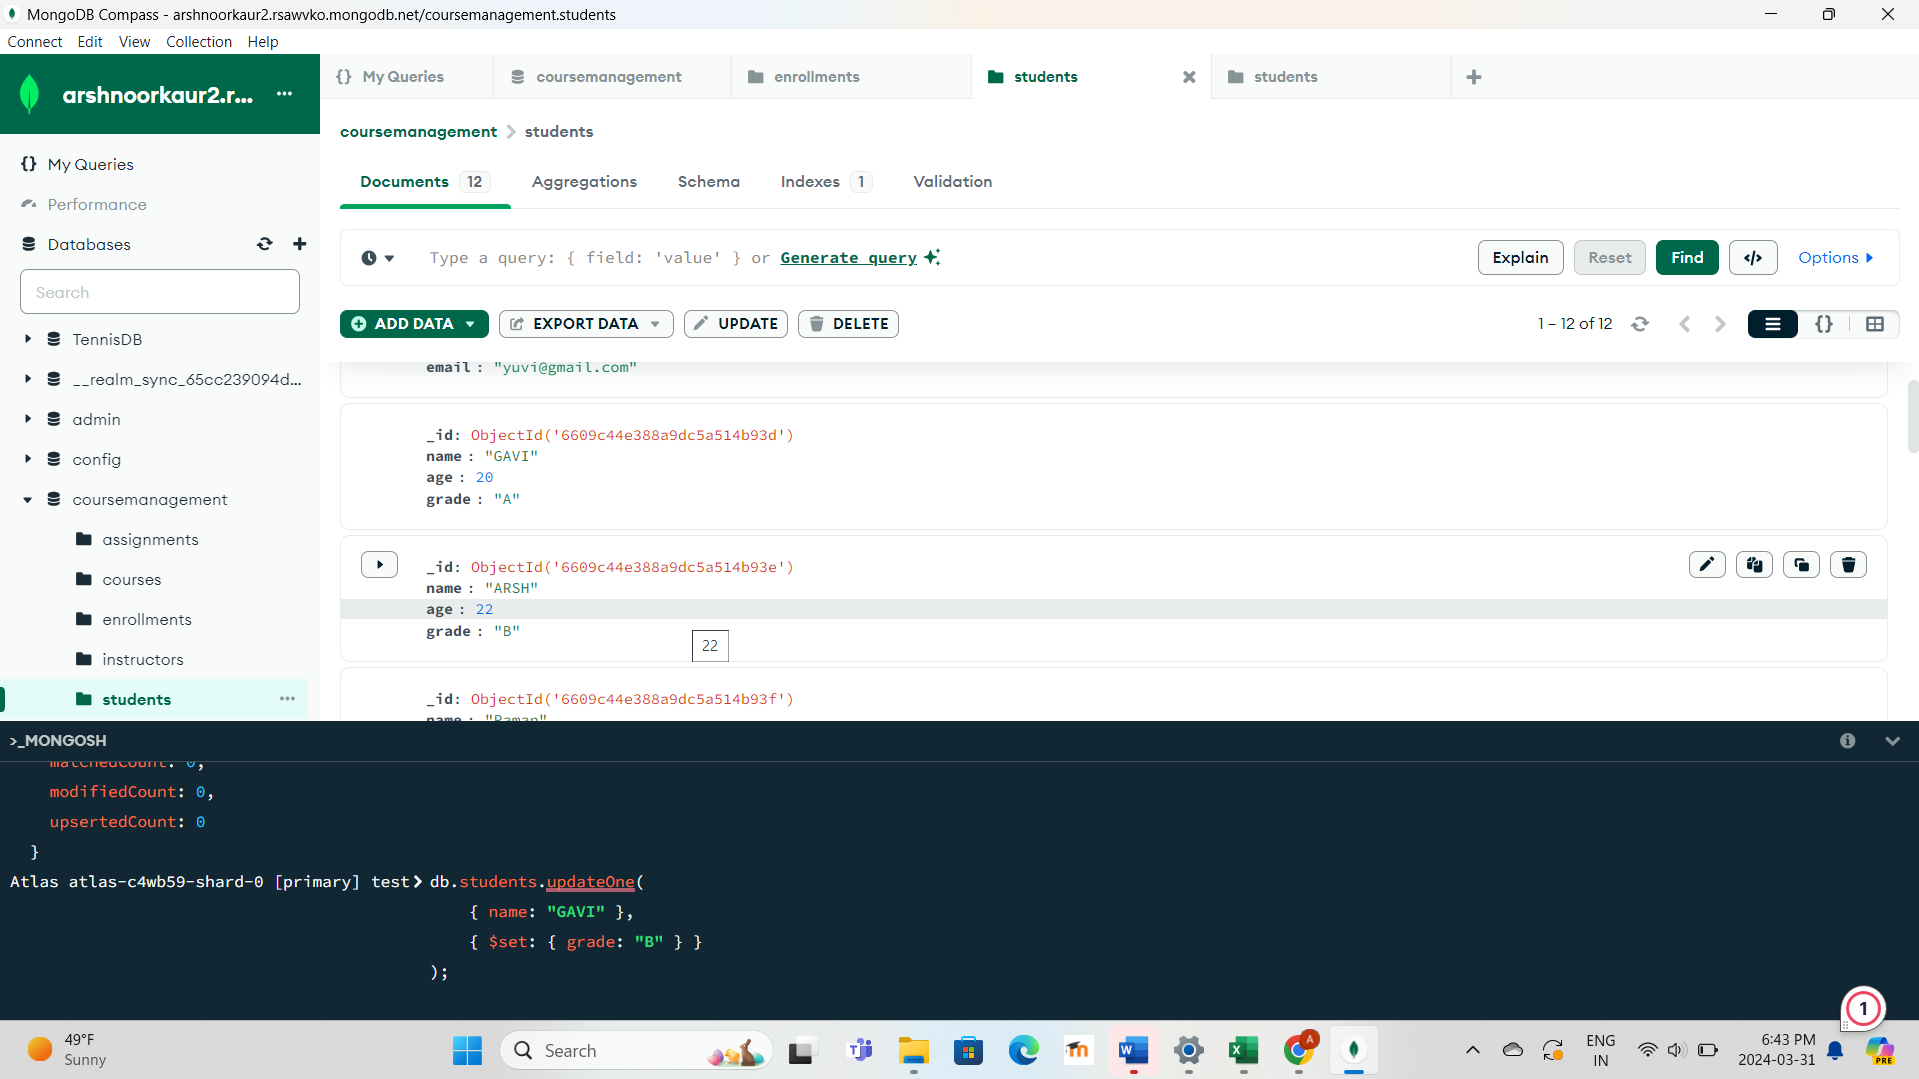 MongoDB Compass - arshnoorkaur2.rsawvko.mongodb.net/coursemanagement.students
Connect Edit View Collection Help
arshnoorkaur2.r... ...
My Queries
Performance
Databases
Search
TennisDB
__realm_sync_65cc239094d...
admin
config
coursemanagement
assignments
courses
enrollments
instructors
students ...
{} My Queries coursemanagement enrollments students students
coursemanagement > students
Documents 12 Aggregations Schema Indexes 1 Validation
Type a query: { field: 'value' } or Generate query Explain Reset Find </> Options
ADD DATA EXPORT DATA UPDATE DELETE 1 – 12 of 12 {}
email : "yuvi@gmail.com"
_id: ObjectId('6609c44e388a9dc5a514b93d')
name : "GAVI"
age : 20
grade : "A"
_id: ObjectId('6609c44e388a9dc5a514b93e')
name : "ARSH"
age : 22
grade : "B"
22
_id: ObjectId('6609c44e388a9dc5a514b93f')
name : "Raman"
>_MONGOSH
matchedCount: 0,
modifiedCount: 0,
upsertedCount: 0
}
Atlas atlas-c4wb59-shard-0 [primary] test> db.students.updateOne(
{ name: "GAVI" },
{ $set: { grade: "B" } }
);
1
49°F
Sunny
Search
ENG
IN
6:43 PM
2024-03-31
PRE